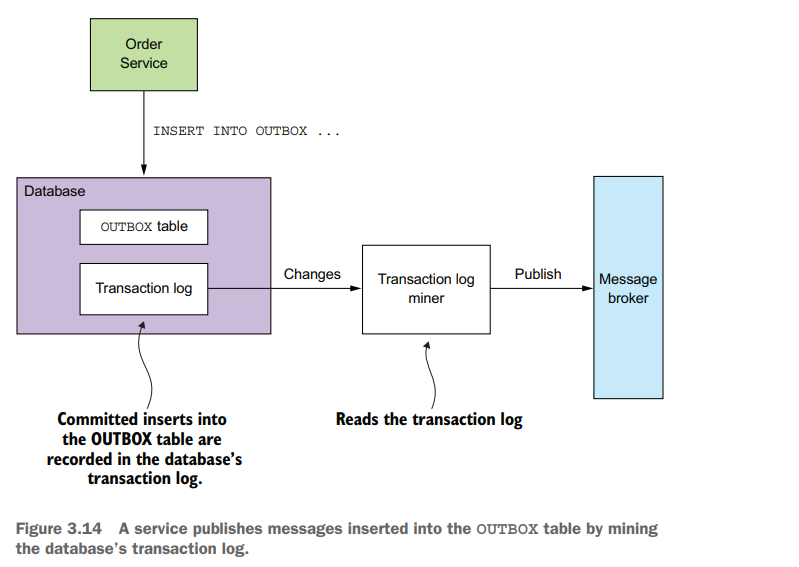 Order
Service
INSERT INTO OUTBOX ...
Database
OUTBOX table
Transaction log
Changes
Transaction log
miner
Publish
Message
broker
Committed inserts into
the OUTBOX table are
recorded in the database’s
transaction log.
Reads the transaction log
Figure 3.14 A service publishes messages inserted into the OUTBOX table by mining
the database’s transaction log.